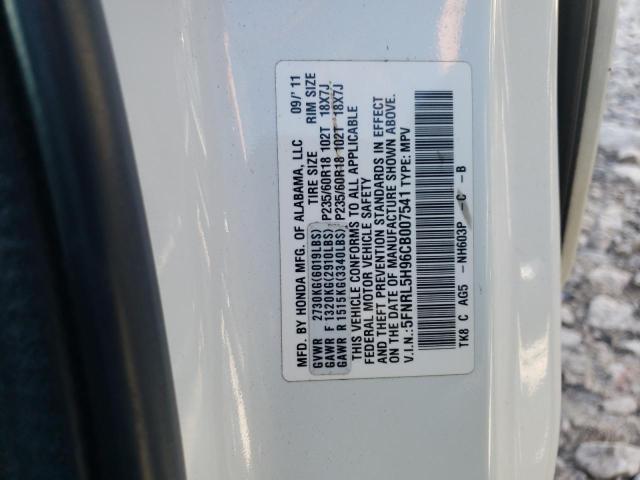 MFD. BY HONDA MFG. OF ALABAMA, LLC 09/'11
TIRE SIZE RIM SIZE
GVWR 2730KG(6019LBS)
GAWR F 1320KG(2910LBS) P235/60R18 102T 18X7J
GAWR R 1515KG(3340LBS) P235/60R18 102T 18X7J
THIS VEHICLE CONFORMS TO ALL APPLICABLE
FEDERAL MOTOR VEHICLE SAFETY
AND THEFT PREVENTION STANDARDS IN EFFECT
ON THE DATE OF MANUFACTURE SHOWN ABOVE.
V.I.N.:5FNRL5H96CB007541 TYPE: MPV
TK8 C AG5 -NH603P C -B